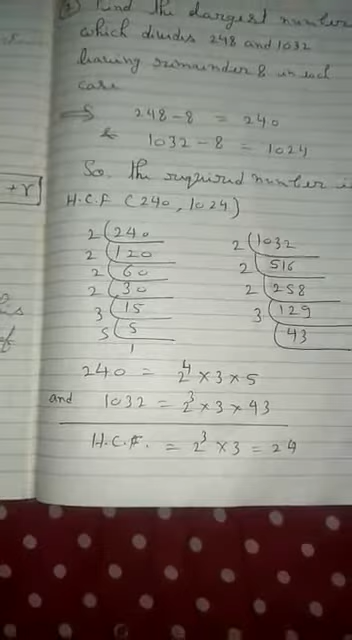 Find the largest number
which divides 248 and 1032
leaving remainder 8 in each
case
⇒ 248 - 8 = 240
& 1032 - 8 = 1024
So. the required number is
+r
H.C.F (240, 1024)
2 240
2 120
2 60
2 30
3 15
5 5
1
2 1032
2 516
2 258
3 129
43
240 = 2⁴ × 3 × 5
and 1032 = 2³ × 3 × 43
H.C.F. = 2³ × 3 = 24
of